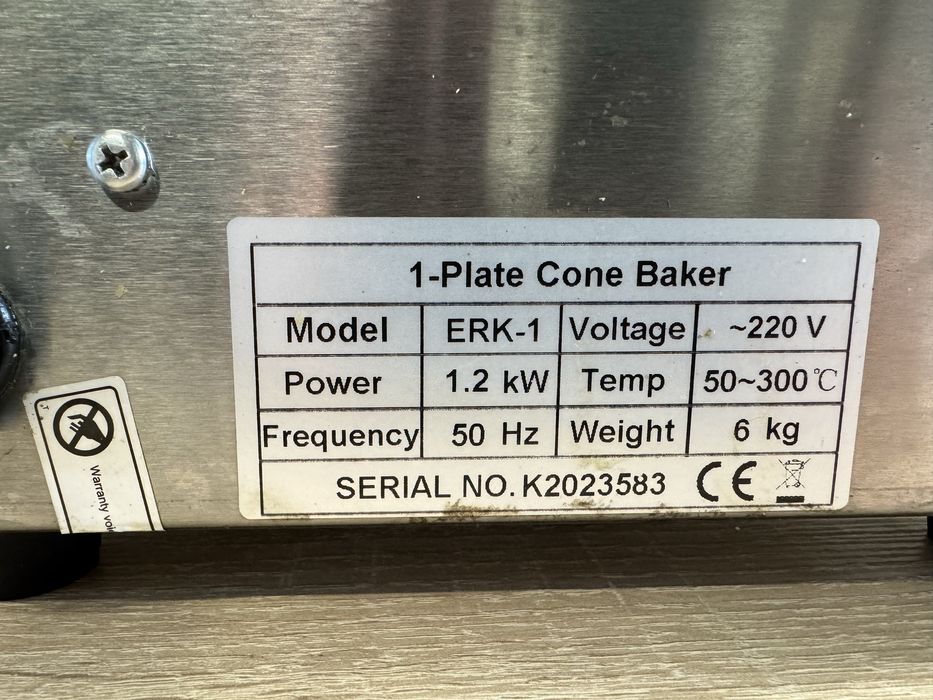 1-Plate Cone Baker
Model ERK-1 Voltage ~220 V
Power 1.2 kW Temp 50~300℃
Frequency 50 Hz Weight 6 kg
SERIAL NO. K2023583 CE
Warranty voi